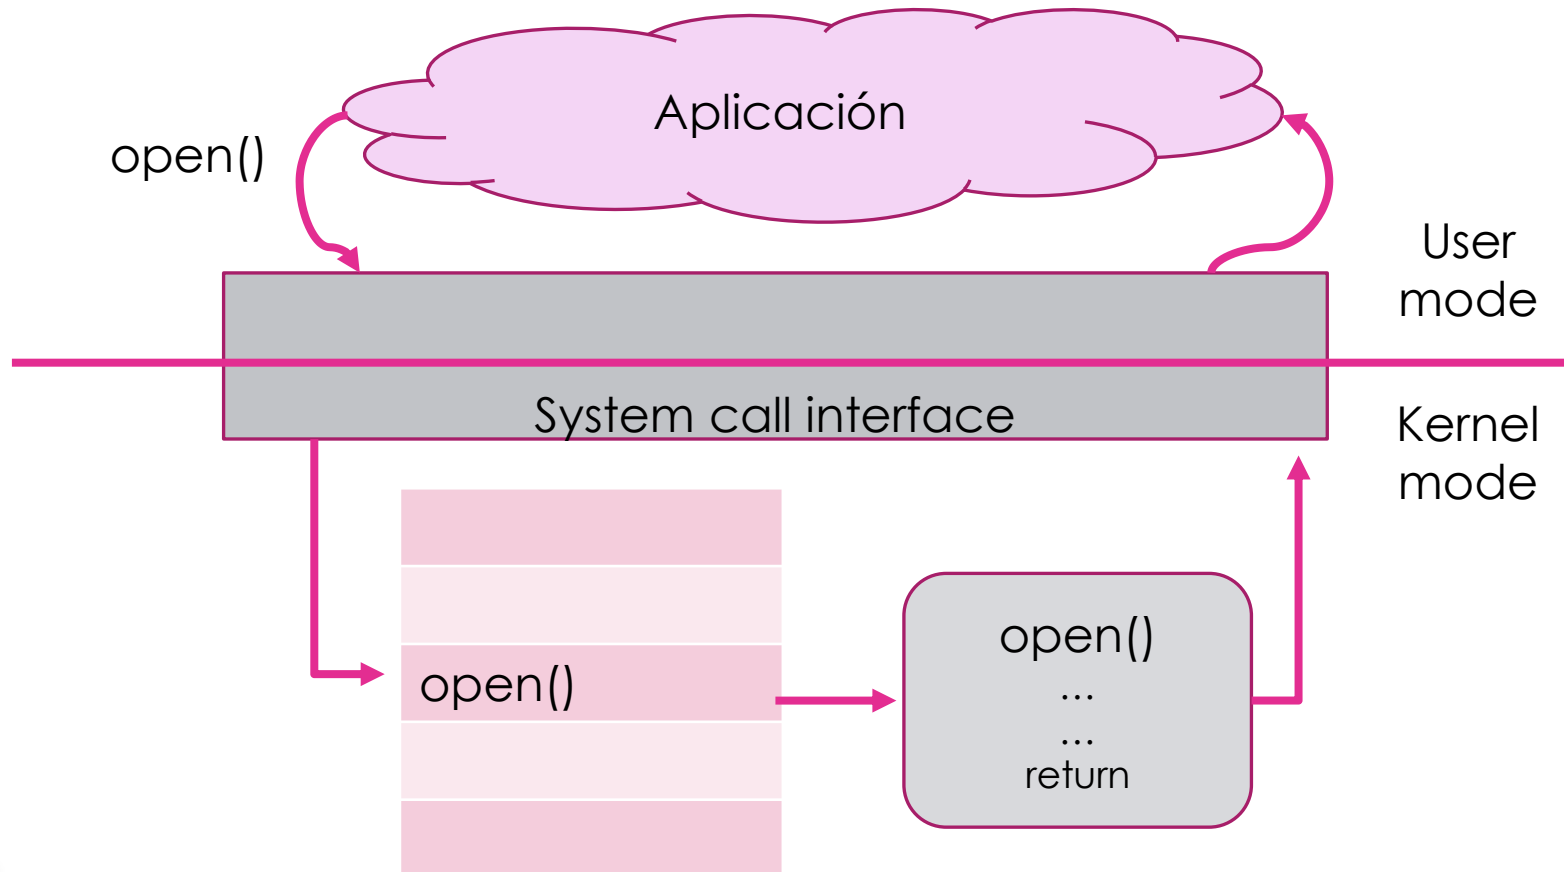 Aplicación
open()
User
mode
System call interface
Kernel
mode
open()
open()
...
...
return